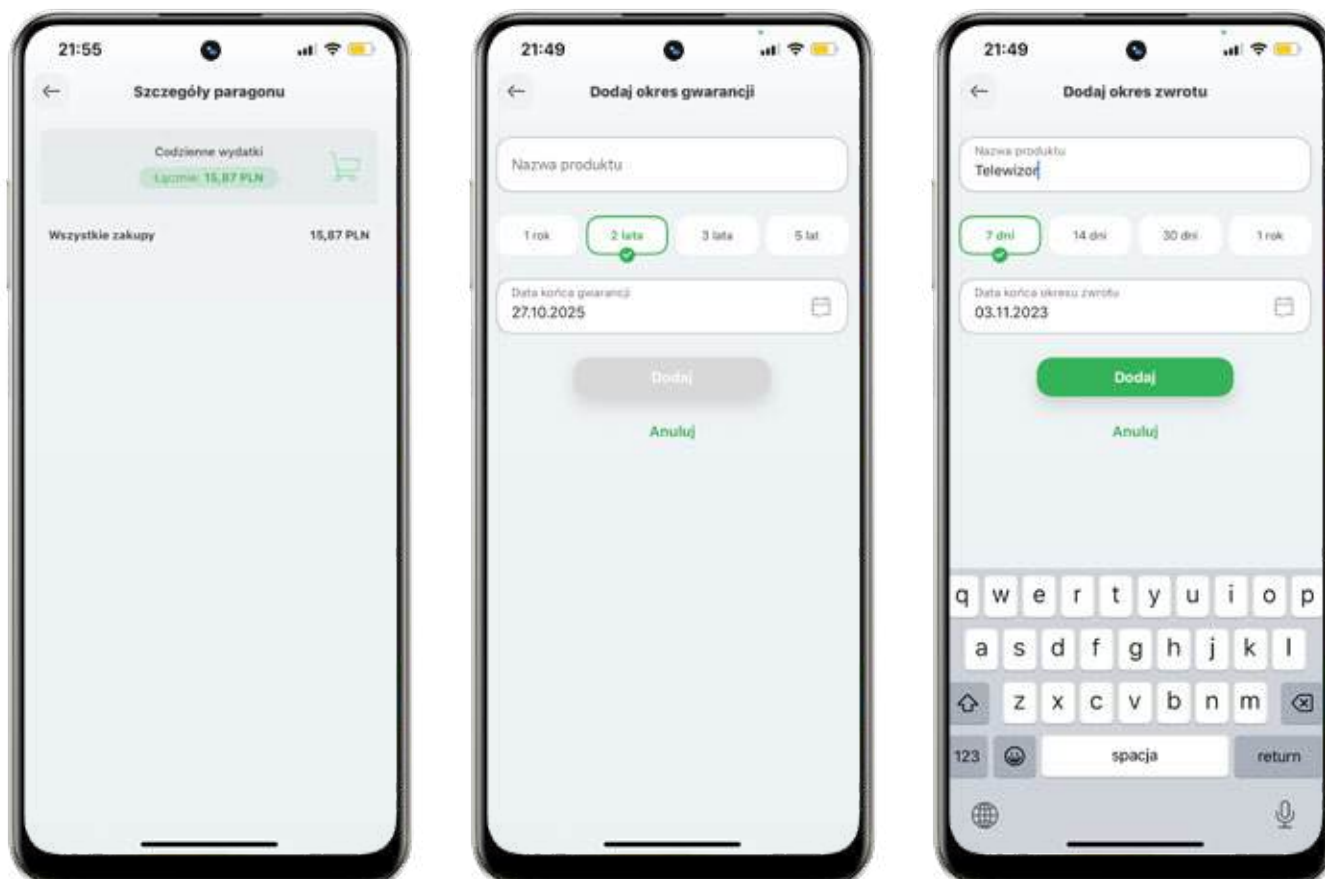 21:55
Szczegóły paragonu
Codzienne wydatki
Łącznie: 15,87 PLN
Wszystkie zakupy 15,87 PLN
21:49
Dodaj okres gwarancji
Nazwa produktu
1 rok 2 lata 3 lata 5 lat
Data końca gwarancji
27.10.2025
Dodaj
Anuluj
21:49
Dodaj okres zwrotu
Nazwa produktu
Telewizor
7 dni 14 dni 30 dni 1 rok
Data końca okresu zwrotu
03.11.2023
Dodaj
Anuluj
q w e r t y u i o p
a s d f g h j k l
z x c v b n m
123 spacja return